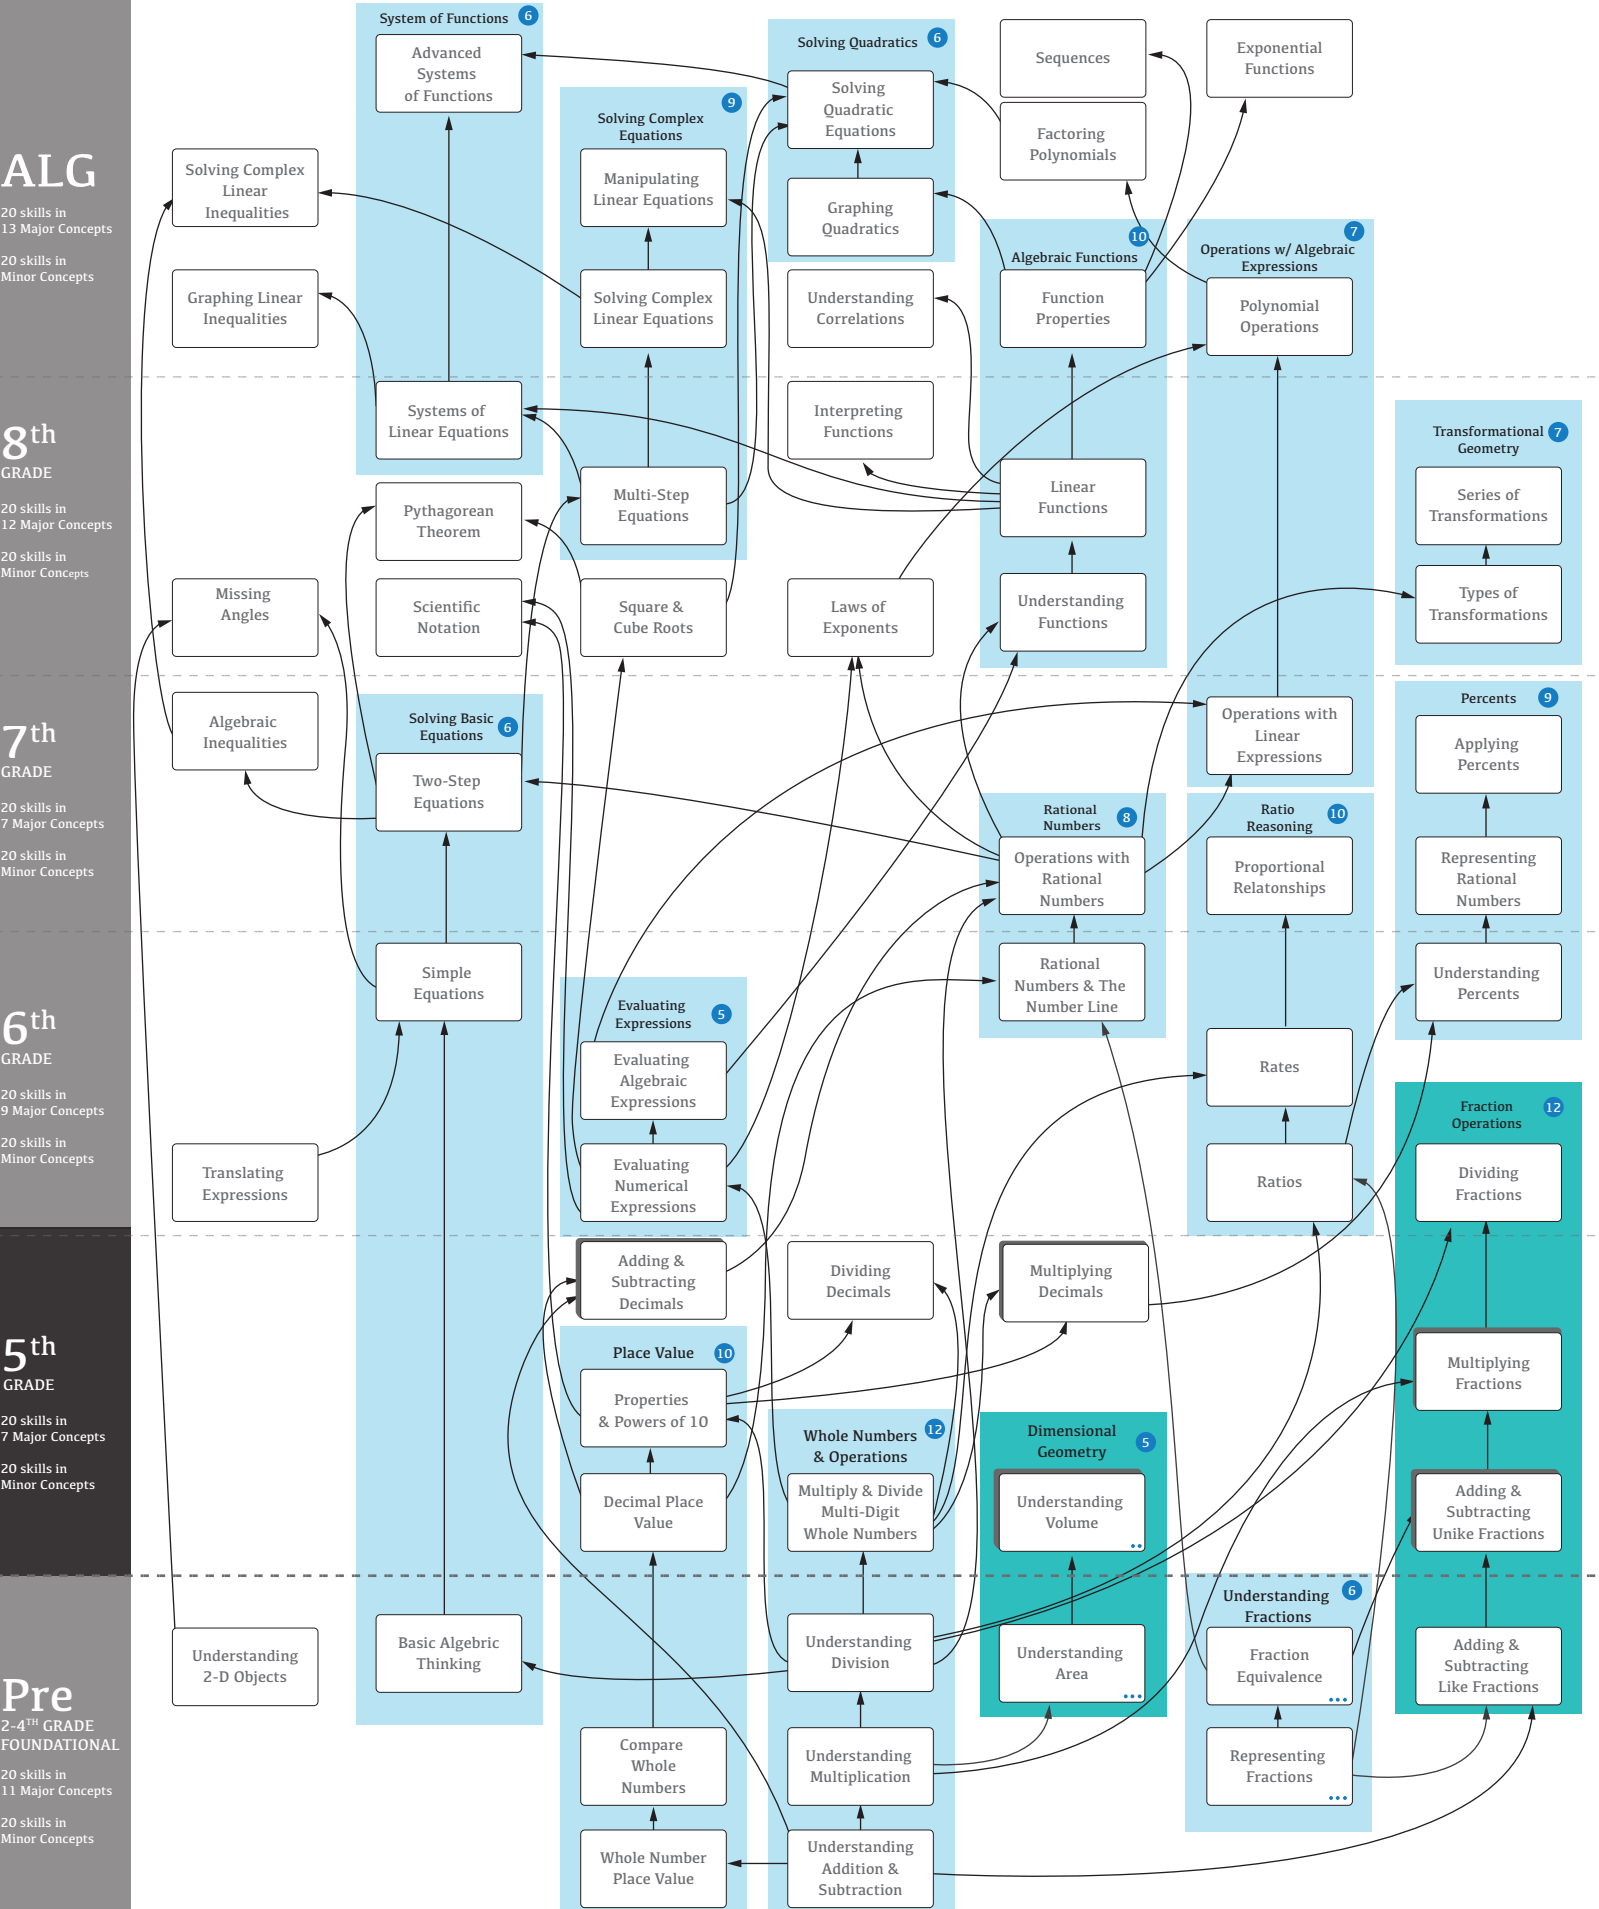 System of Functions 6
Advanced
Systems
of Functions
Solving Quadratics 6
Solving
Quadratic
Equations
Sequences
Exponential
Functions
9
Solving Complex
Equations
Factoring
Polynomials
ALG
20 skills in
13 Major Concepts
20 skills in
Minor Concepts
Solving Complex
Linear
Inequalities
Manipulating
Linear Equations
Graphing
Quadratics
10
Algebraic Functions
7
Operations w/ Algebraic
Expressions
Graphing Linear
Inequalities
Solving Complex
Linear Equations
Understanding
Correlations
Function
Properties
Polynomial
Operations
8th
GRADE
20 skills in
12 Major Concepts
20 skills in
Minor Concepts
Systems of
Linear Equations
Interpreting
Functions
Transformational 7
Geometry
Pythagorean
Theorem
Multi-Step
Equations
Linear
Functions
Series of
Transformations
Missing
Angles
Scientific
Notation
Square &
Cube Roots
Laws of
Exponents
Understanding
Functions
Types of
Transformations
7th
GRADE
20 skills in
7 Major Concepts
20 skills in
Minor Concepts
Algebraic
Inequalities
Solving Basic
Equations 6
Two-Step
Equations
Operations with
Linear
Expressions
Percents 9
Applying
Percents
Rational
Numbers 8
Operations with
Rational
Numbers
Ratio 10
Reasoning
Proportional
Relatonships
Representing
Rational
Numbers
6th
GRADE
20 skills in
9 Major Concepts
20 skills in
Minor Concepts
Simple
Equations
Rational
Numbers & The
Number Line
Understanding
Percents
Evaluating
Expressions 5
Evaluating
Algebraic
Expressions
Rates
Fraction 12
Operations
Translating
Expressions
Evaluating
Numerical
Expressions
Ratios
Dividing
Fractions
5th
GRADE
20 skills in
7 Major Concepts
20 skills in
Minor Concepts
Adding &
Subtracting
Decimals
Dividing
Decimals
Multiplying
Decimals
Place Value 10
Properties
& Powers of 10
Multiplying
Fractions
Whole Numbers 12
& Operations
Dimensional
Geometry 5
Decimal Place
Value
Multiply & Divide
Multi-Digit
Whole Numbers
Understanding
Volume
Adding &
Subtracting
Unike Fractions
Pre
2-4TH GRADE
FOUNDATIONAL
20 skills in
11 Major Concepts
20 skills in
Minor Concepts
6
Understanding
Fractions
Understanding
2-D Objects
Basic Algebric
Thinking
Understanding
Division
Understanding
Area
Fraction
Equivalence
Adding &
Subtracting
Like Fractions
Compare
Whole
Numbers
Understanding
Multiplication
Representing
Fractions
Whole Number
Place Value
Understanding
Addition &
Subtraction